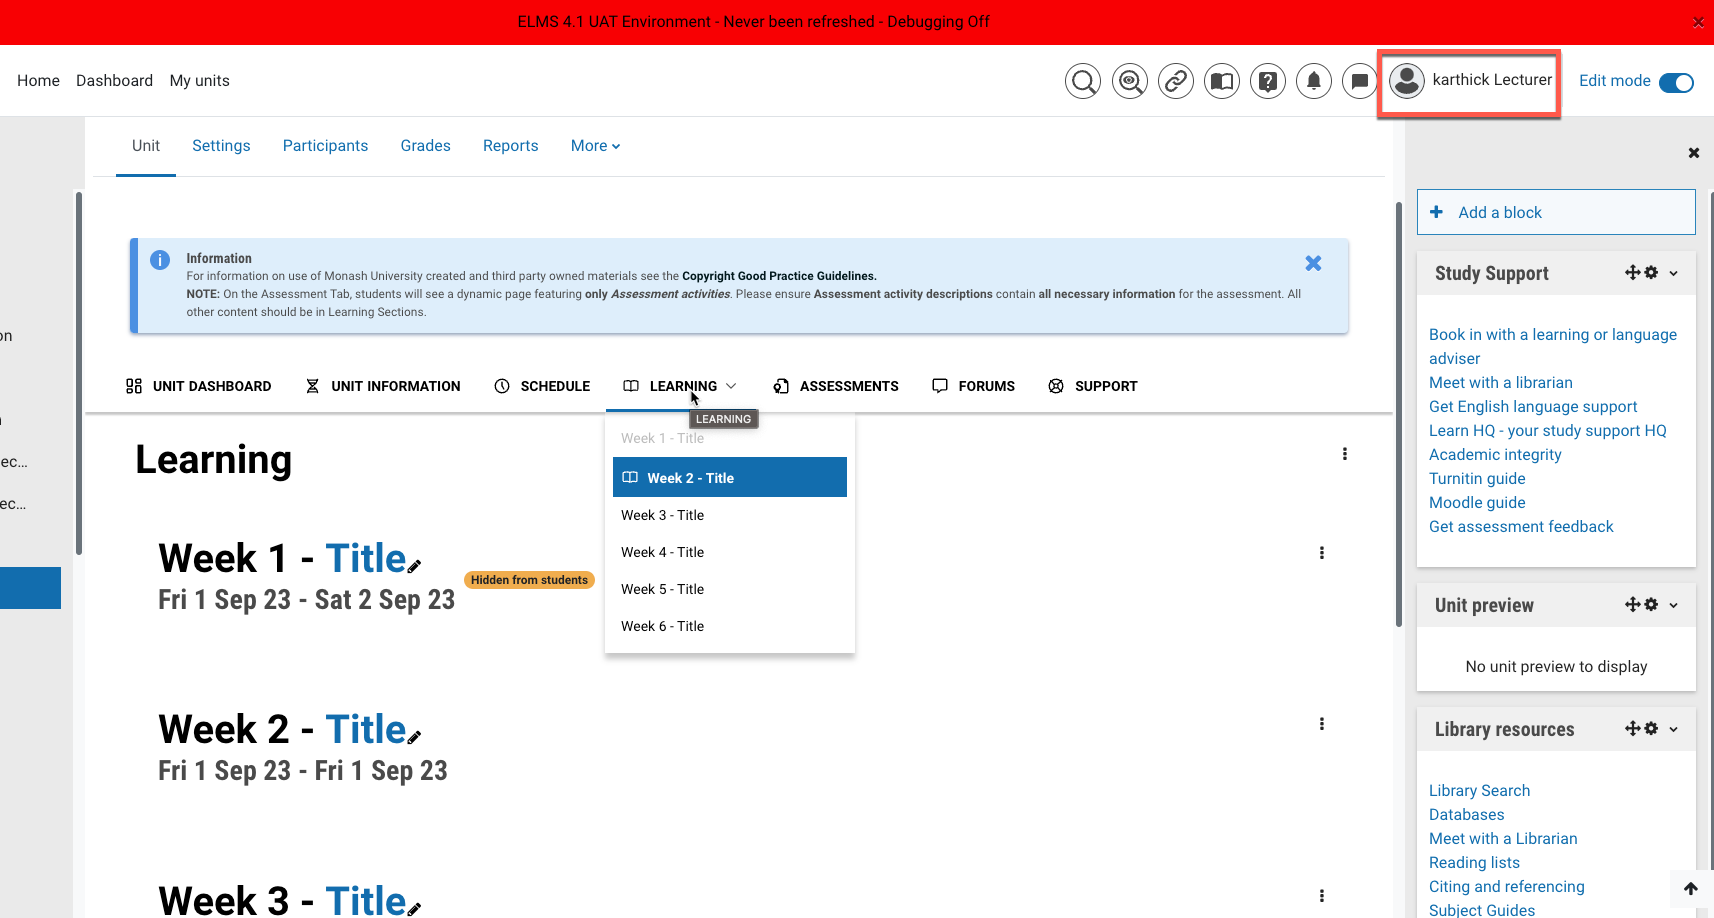 ELMS 4.1 UAT Environment - Never been refreshed - Debugging Off
Home Dashboard My units
karthick Lecturer
Edit mode
Unit Settings Participants Grades Reports More
Information
For information on use of Monash University created and third party owned materials see the Copyright Good Practice Guidelines.
NOTE: On the Assessment Tab, students will see a dynamic page featuring only Assessment activities. Please ensure Assessment activity descriptions contain all necessary information for the assessment. All
other content should be in Learning Sections.
UNIT DASHBOARD UNIT INFORMATION SCHEDULE LEARNING ASSESSMENTS FORUMS SUPPORT
LEARNING
Week 1 - Title
Week 2 - Title
Week 3 - Title
Week 4 - Title
Week 5 - Title
Week 6 - Title
Learning
Week 1 - Title
Fri 1 Sep 23 - Sat 2 Sep 23
Hidden from students
Week 2 - Title
Fri 1 Sep 23 - Fri 1 Sep 23
Week 3 - Title
on
ec...
ec...
Add a block
Study Support
Book in with a learning or language
adviser
Meet with a librarian
Get English language support
Learn HQ - your study support HQ
Academic integrity
Turnitin guide
Moodle guide
Get assessment feedback
Unit preview
No unit preview to display
Library resources
Library Search
Databases
Meet with a Librarian
Reading lists
Citing and referencing
Subject Guides